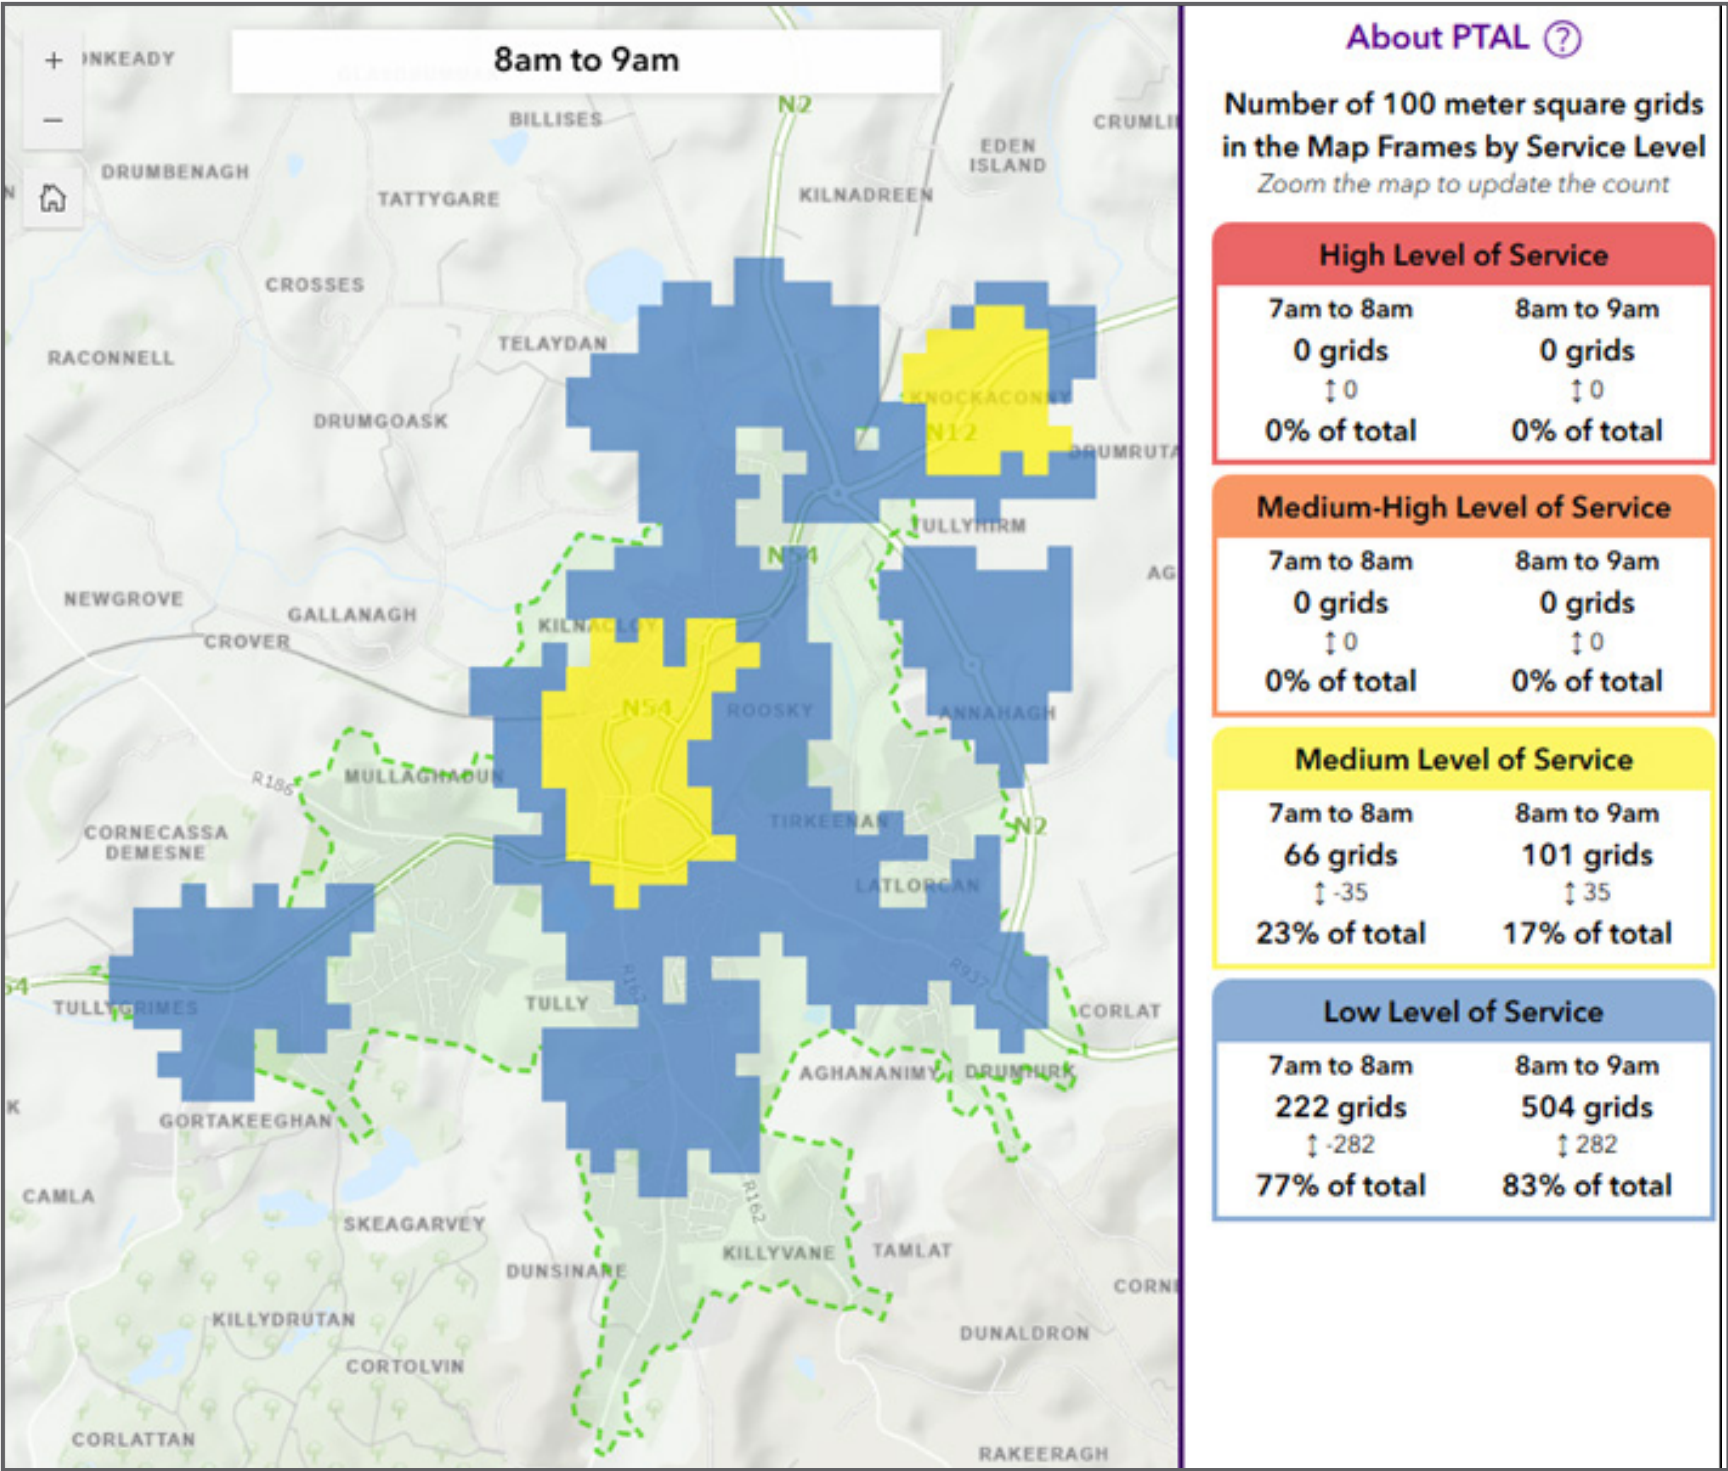 8am to 9am
N2
BILLISES
EDEN
ISLAND
DRUMBENAGH
TATTYGARE
KILNADREEN
CROSSES
TELAYDAN
RACONNELL
KNOCKACONNY
DRUMGOASK
N12
TULLYHIRM
N54
NEWGROVE
GALLANAGH
KILNACLOY
CROVER
N54
ROOSKY
ANNAHAGH
MULLAGHADUN
R186
TIRKEENAN
N2
CORNECASSA
DEMESNE
LATLORCAN
R937
R162
TULLYGRIMES
TULLY
CORLAT
AGHANANIMY
DRUMHIRK
GORTAKEEGHAN
CAMLA
R162
SKEAGARVEY
KILLYVANE
TAMLAT
DUNSINARE
KILLYDRUTAN
DUNALDRON
CORTOLVIN
CORLATTAN
RAKEERAGH
About PTAL ?
Number of 100 meter square grids
in the Map Frames by Service Level
Zoom the map to update the count
High Level of Service
7am to 8am 8am to 9am
0 grids 0 grids
↕ 0 ↕ 0
0% of total 0% of total
Medium-High Level of Service
7am to 8am 8am to 9am
0 grids 0 grids
↕ 0 ↕ 0
0% of total 0% of total
Medium Level of Service
7am to 8am 8am to 9am
66 grids 101 grids
↕ -35 ↕ 35
23% of total 17% of total
Low Level of Service
7am to 8am 8am to 9am
222 grids 504 grids
↕ -282 ↕ 282
77% of total 83% of total